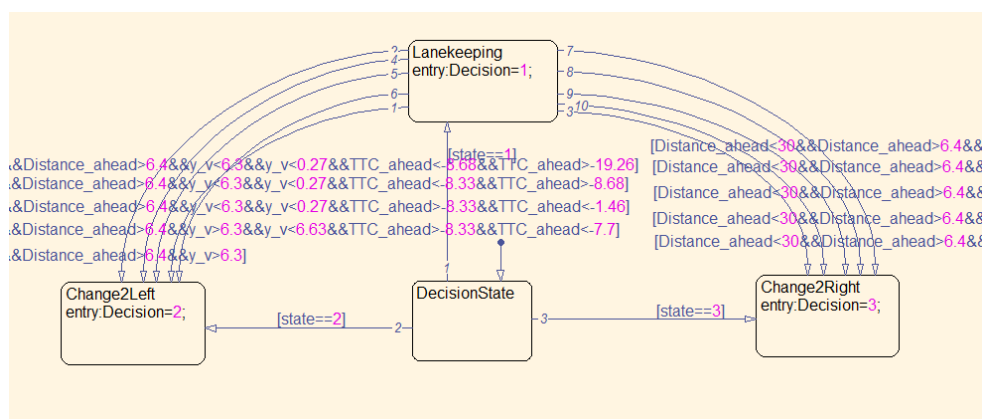 Lanekeeping
entry:Decision=1;
2
4
5
6
1
7
8
9
10
3
[state==1]
&Distance_ahead>6.4&&y_v<6.3&&y_v<0.27&&TTC_ahead<-8.68&&TTC_ahead>-19.26]
&Distance_ahead>6.4&&y_v<6.3&&y_v<0.27&&TTC_ahead<-8.33&&TTC_ahead>-8.68]
&Distance_ahead>6.4&&y_v<6.3&&y_v<0.27&&TTC_ahead>-8.33&&TTC_ahead<-1.46]
&Distance_ahead>6.4&&y_v>6.3&&y_v<6.63&&TTC_ahead>-8.33&&TTC_ahead<-7.7]
&Distance_ahead>6.4&&y_v>6.3]
[Distance_ahead<30&&Distance_ahead>6.4&&
[Distance_ahead<30&&Distance_ahead>6.4&&
[Distance_ahead<30&&Distance_ahead>6.4&&
[Distance_ahead<30&&Distance_ahead>6.4&&
[Distance_ahead<30&&Distance_ahead>6.4&&
1
Change2Left
entry:Decision=2;
[state==2]
2
DecisionState
3
[state==3]
Change2Right
entry:Decision=3;